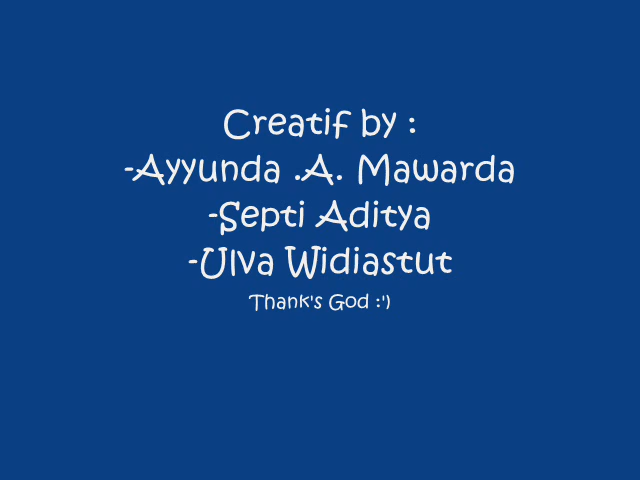 Creatif by :
-Ayyunda .A. Mawarda
-Septi Aditya
-Ulva Widiastut
Thank's God :')